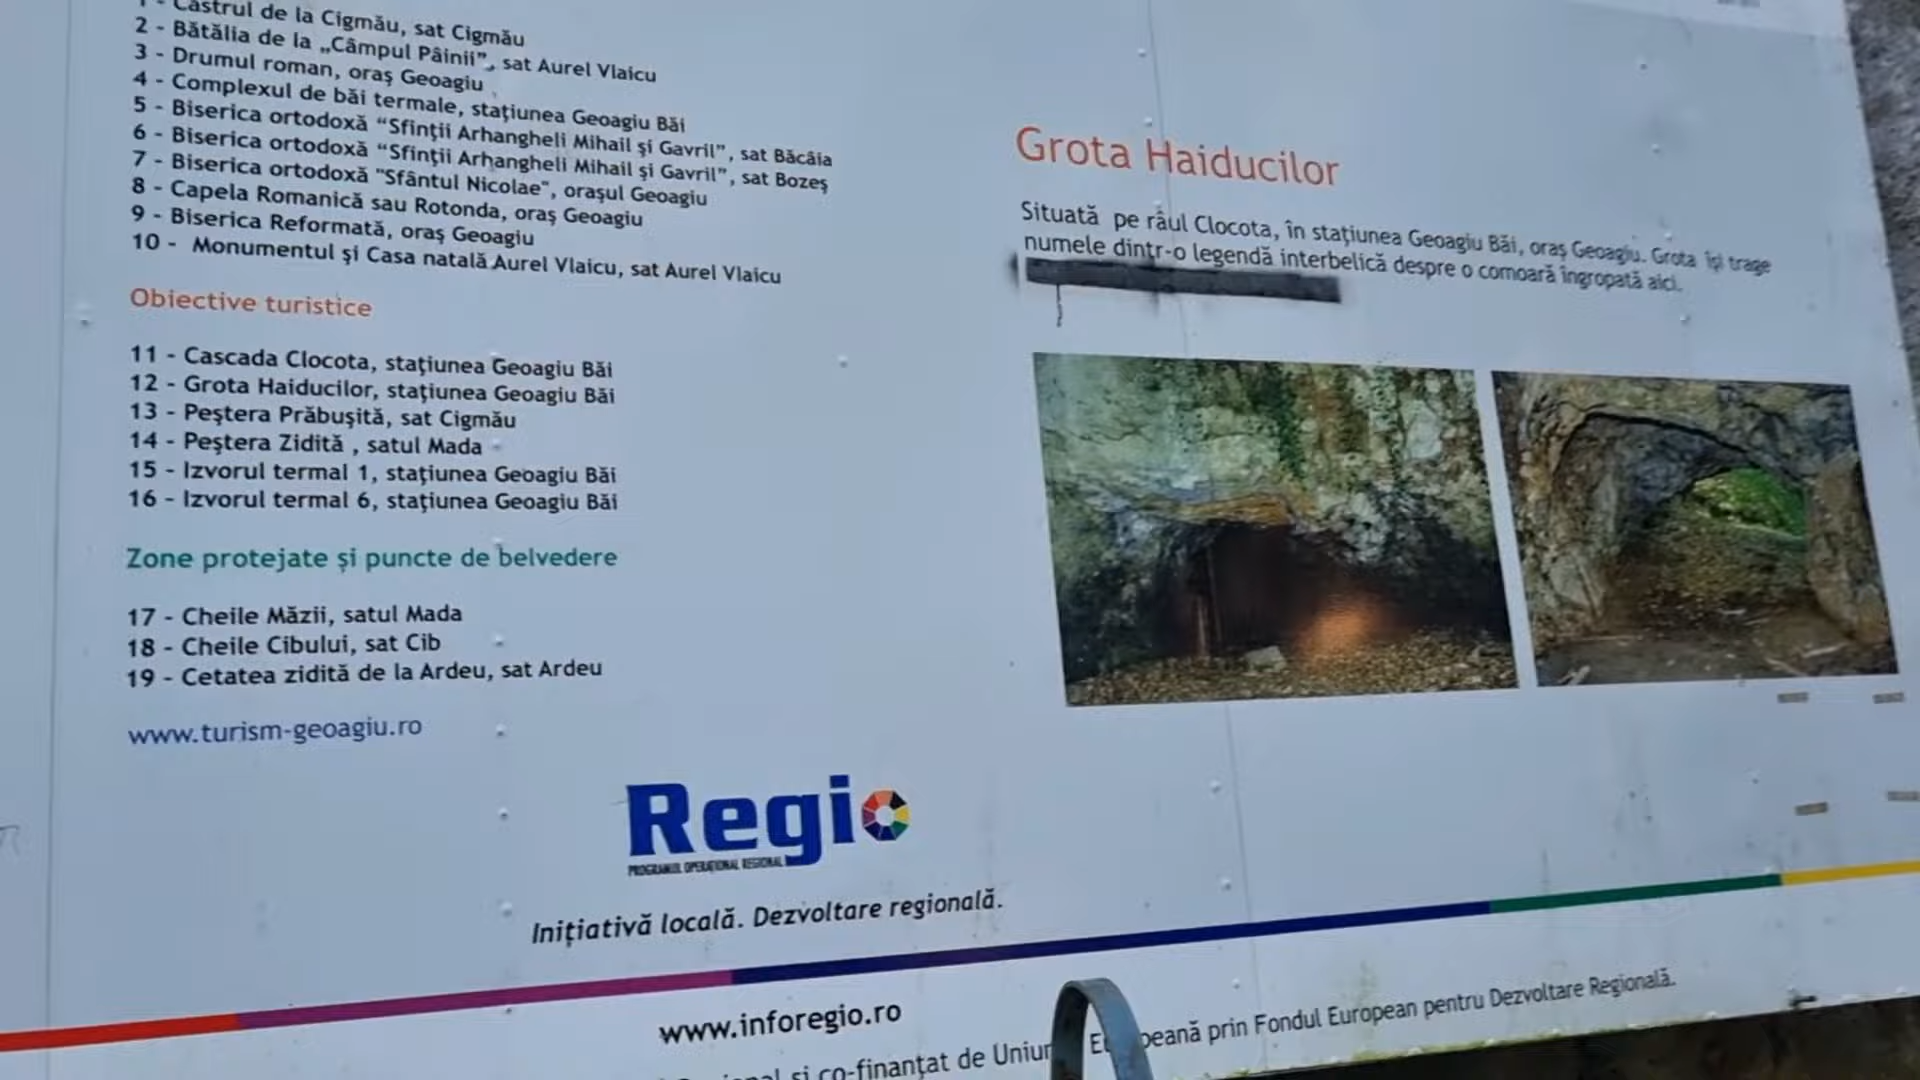 1 - Castrul de la Cigmău, sat Cigmău
2 - Bătălia de la „Câmpul Pâinii”, sat Aurel Vlaicu
3 - Drumul roman, oraş Geoagiu
4 - Complexul de băi termale, staţiunea Geoagiu Băi
5 - Biserica ortodoxă “Sfinţii Arhangheli Mihail şi Gavril”, sat Băcâia
6 - Biserica ortodoxă “Sfinţii Arhangheli Mihail şi Gavril”, sat Bozeş
7 - Biserica ortodoxă "Sfântul Nicolae", oraşul Geoagiu
8 - Capela Romanică sau Rotonda, oraş Geoagiu
9 - Biserica Reformată, oraş Geoagiu
10 - Monumentul şi Casa natală Aurel Vlaicu, sat Aurel Vlaicu
Obiective turistice
11 - Cascada Clocota, staţiunea Geoagiu Băi
12 - Grota Haiducilor, staţiunea Geoagiu Băi
13 - Peştera Prăbuşită, sat Cigmău
14 - Peştera Zidită , satul Mada
15 - Izvorul termal 1, staţiunea Geoagiu Băi
16 - Izvorul termal 6, staţiunea Geoagiu Băi
Zone protejate și puncte de belvedere
17 - Cheile Măzii, satul Mada
18 - Cheile Cibului, sat Cib
19 - Cetatea zidită de la Ardeu, sat Ardeu
www.turism-geoagiu.ro
Grota Haiducilor
Situată pe râul Clocota, în staţiunea Geoagiu Băi, oraş Geoagiu. Grota îşi trage
numele dintr-o legendă interbelică despre o comoară îngropată aici.
Regio
PROGRAMUL OPERAŢIONAL REGIONAL
Iniţiativă locală. Dezvoltare regională.
www.inforegio.ro
şi co-finanţat de prin Fondul European pentru Dezvoltare Regională.